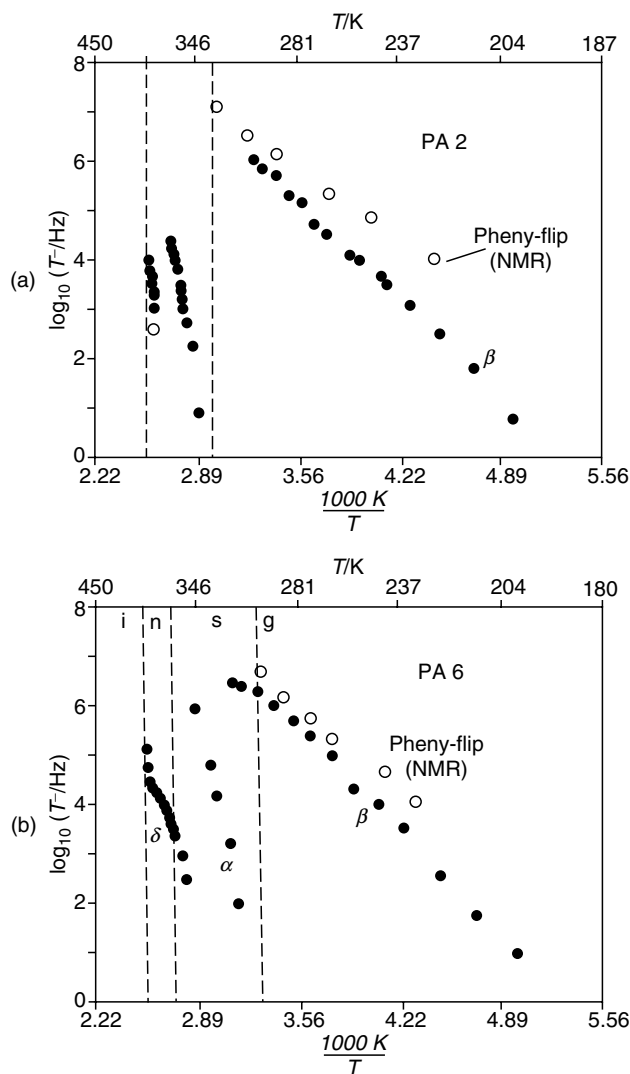 T/K
450 346 281 237 204 187
8
6
4
2
0
log10 (T–/Hz)
(a)
PA 2
Pheny-flip
(NMR)
β
2.22 2.89 3.56 4.22 4.89 5.56
1000 K
T
T/K
450 346 281 237 204 180
8
6
4
2
0
log10 (T–/Hz)
(b)
i n s g
PA 6
Pheny-flip
(NMR)
β
δ
α
2.22 2.89 3.56 4.22 4.89 5.56
1000 K
T